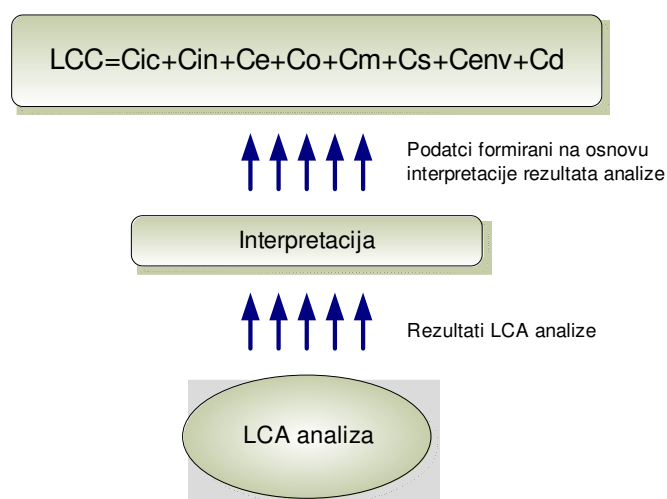 LCC=Cic+Cin+Ce+Co+Cm+Cs+Cenv+Cd
Podatci formirani na osnovu
interpretacije rezultata analize
Interpretacija
Rezultati LCA analize
LCA analiza